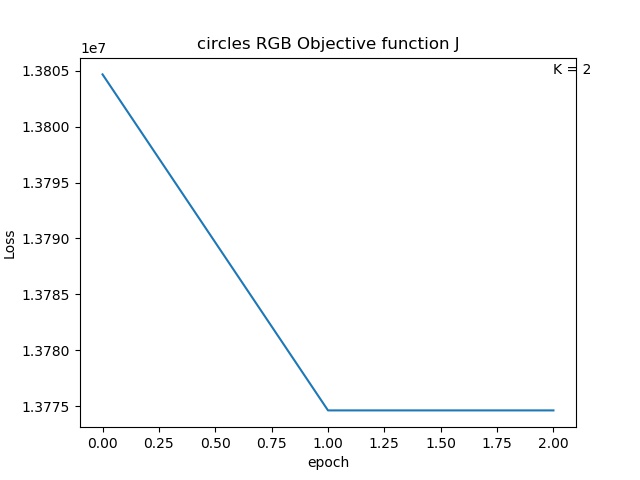 circles RGB Objective function J
1e7
K = 2
1.3805
1.3800
1.3795
1.3790
1.3785
1.3780
1.3775
Loss
0.00 0.25 0.50 0.75 1.00 1.25 1.50 1.75 2.00
epoch